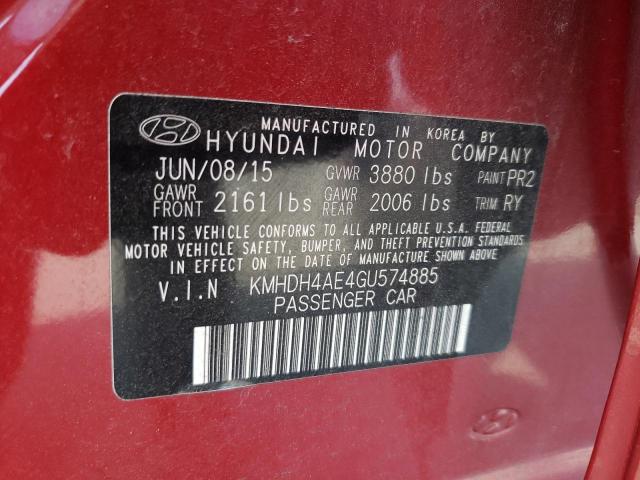 MANUFACTURED IN KOREA BY
HYUNDAI MOTOR COMPANY
JUN/08/15 GVWR 3880 lbs PAINT PR2
GAWR FRONT 2161 lbs GAWR REAR 2006 lbs TRIM RY
THIS VEHICLE CONFORMS TO ALL APPLICABLE U.S.A. FEDERAL
MOTOR VEHICLE SAFETY, BUMPER, AND THEFT PREVENTION STANDARDS
IN EFFECT ON THE DATE OF MANUFACTURE SHOWN ABOVE.
V.I.N KMHDH4AE4GU574885
PASSENGER CAR